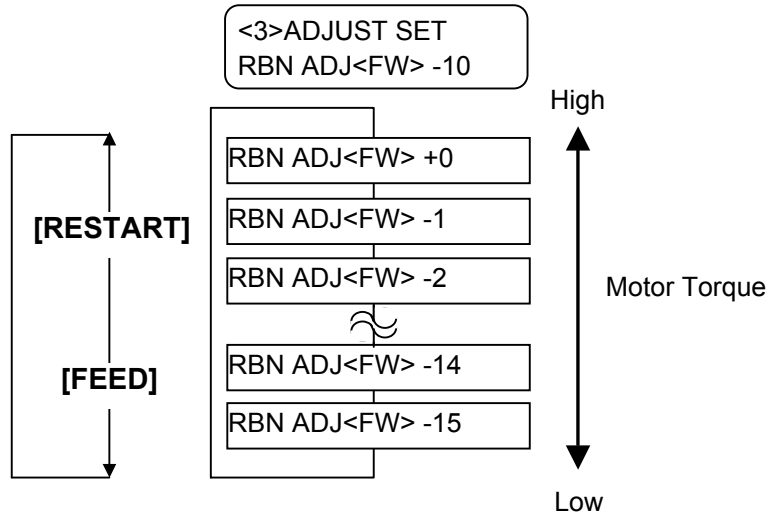 <3>ADJUST SET
RBN ADJ<FW> -10
High
RBN ADJ<FW> +0
[RESTART]
RBN ADJ<FW> -1
RBN ADJ<FW> -2
Motor Torque
[FEED]
RBN ADJ<FW> -14
RBN ADJ<FW> -15
Low